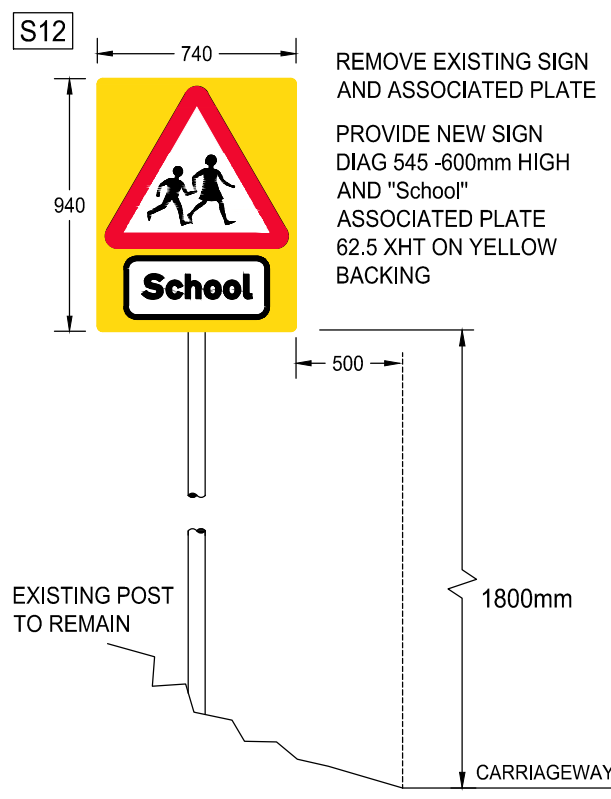 S12
740
REMOVE EXISTING SIGN
AND ASSOCIATED PLATE
PROVIDE NEW SIGN
DIAG 545 -600mm HIGH
AND "School"
ASSOCIATED PLATE
62.5 XHT ON YELLOW
BACKING
940
School
500
EXISTING POST
TO REMAIN
1800mm
CARRIAGEWAY